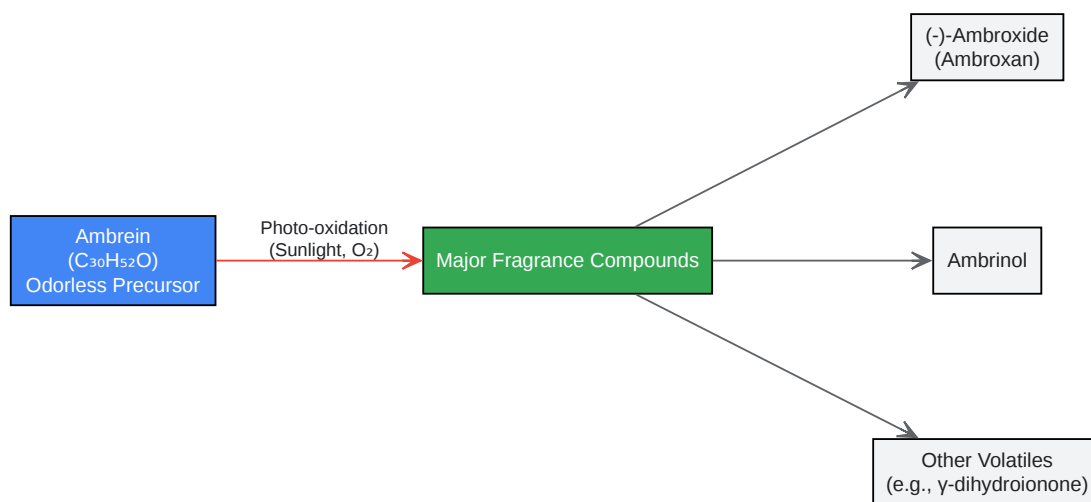 (-)-Ambroxide
(Ambroxan)
Photo-oxidation
(Sunlight, O₂)
Ambrein
(C₃₀H₅₂O)
Odorless Precursor
Major Fragrance Compounds
Ambrinol
Other Volatiles
(e.g., γ-dihydroionone)